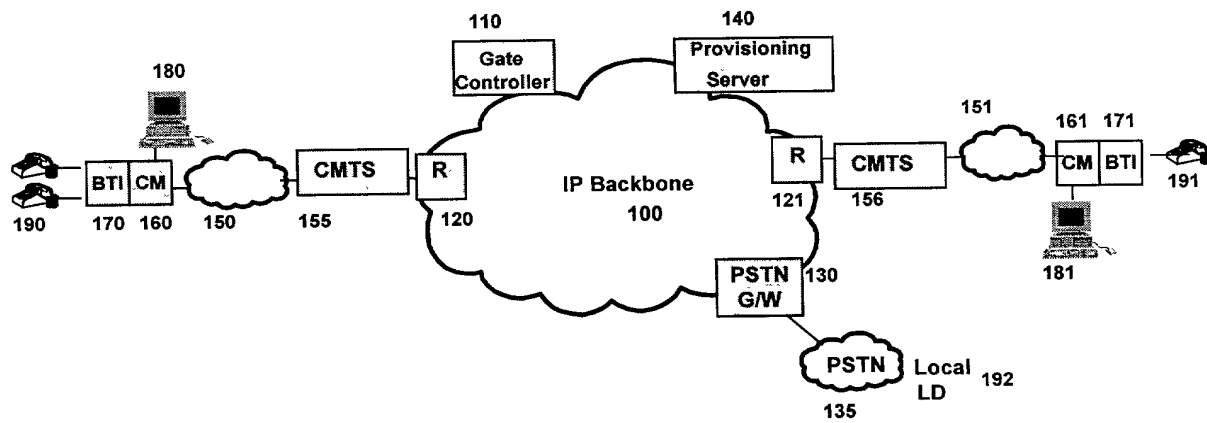 110
140
Gate
Controller
Provisioning
Server
180
151
161
171
BTI
CM
CMTS
R
IP Backbone
100
R
CMTS
CM
BTI
190
170
160
150
155
120
121
156
191
181
PSTN
G/W
130
PSTN
Local
LD
192
135